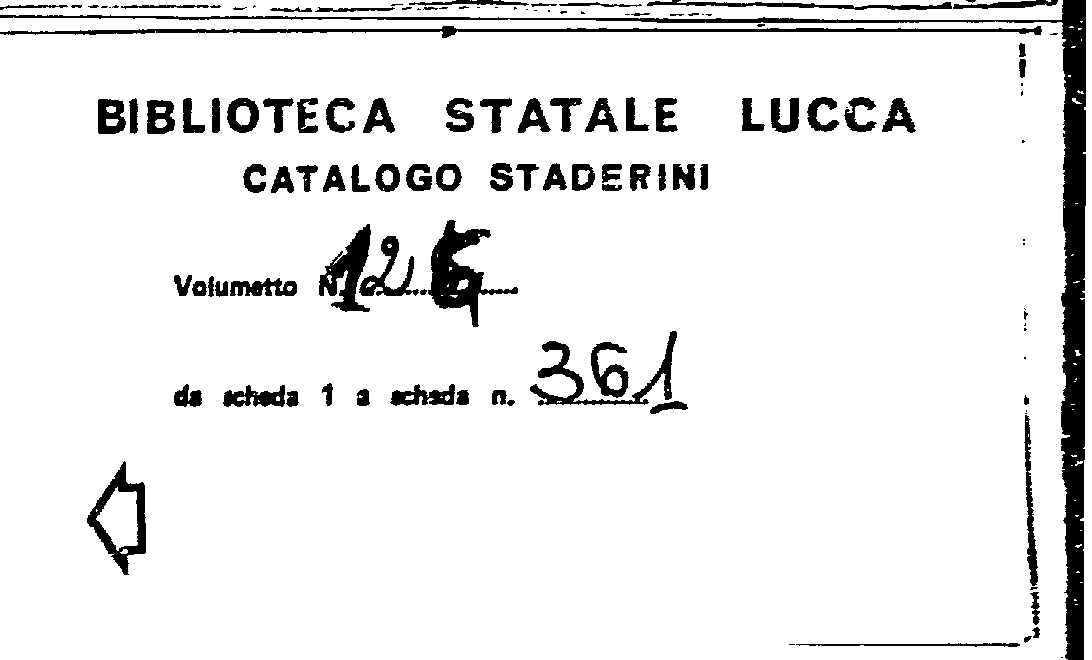 BIBLIOTECA STATALE LUCCA
CATALOGO STADERINI
Volumetto N.
da scheda 1 a scheda n. 361